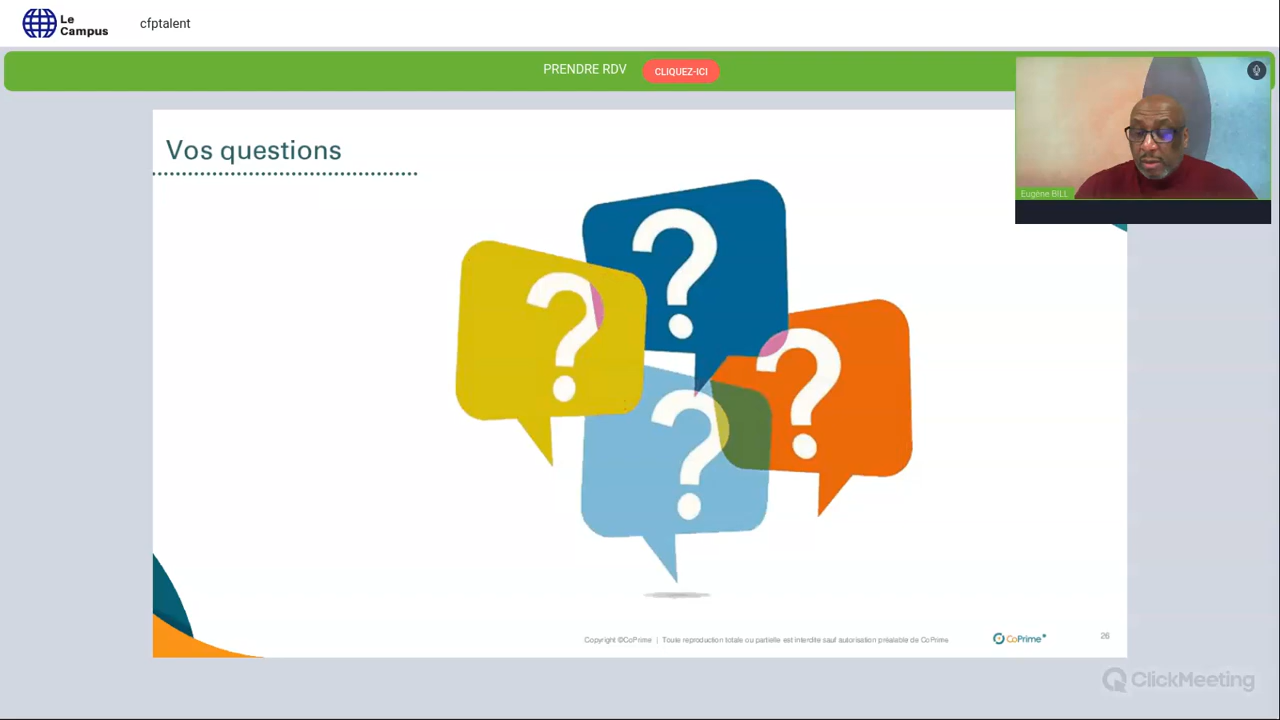 Le
Campus
cfptalent
PRENDRE RDV
CLIQUEZ-ICI
Eugène BILL
Vos questions
?
?
?
?
Copyright ©CoPrime | Toute reproduction totale ou partielle est interdite sauf autorisation préalable de CoPrime
CoPrime
26
ClickMeeting